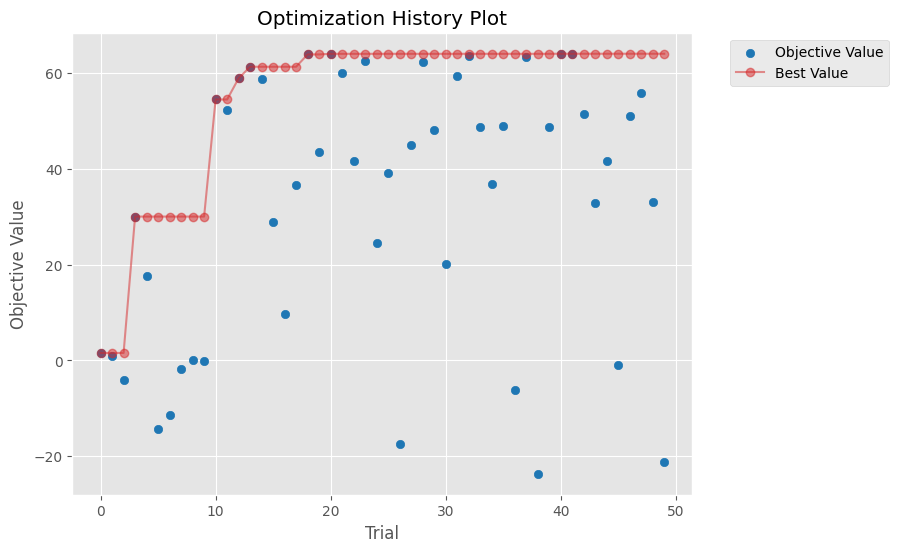 Optimization History Plot
Objective Value
Best Value
Objective Value
60
40
20
0
−20
0 10 20 30 40 50
Trial